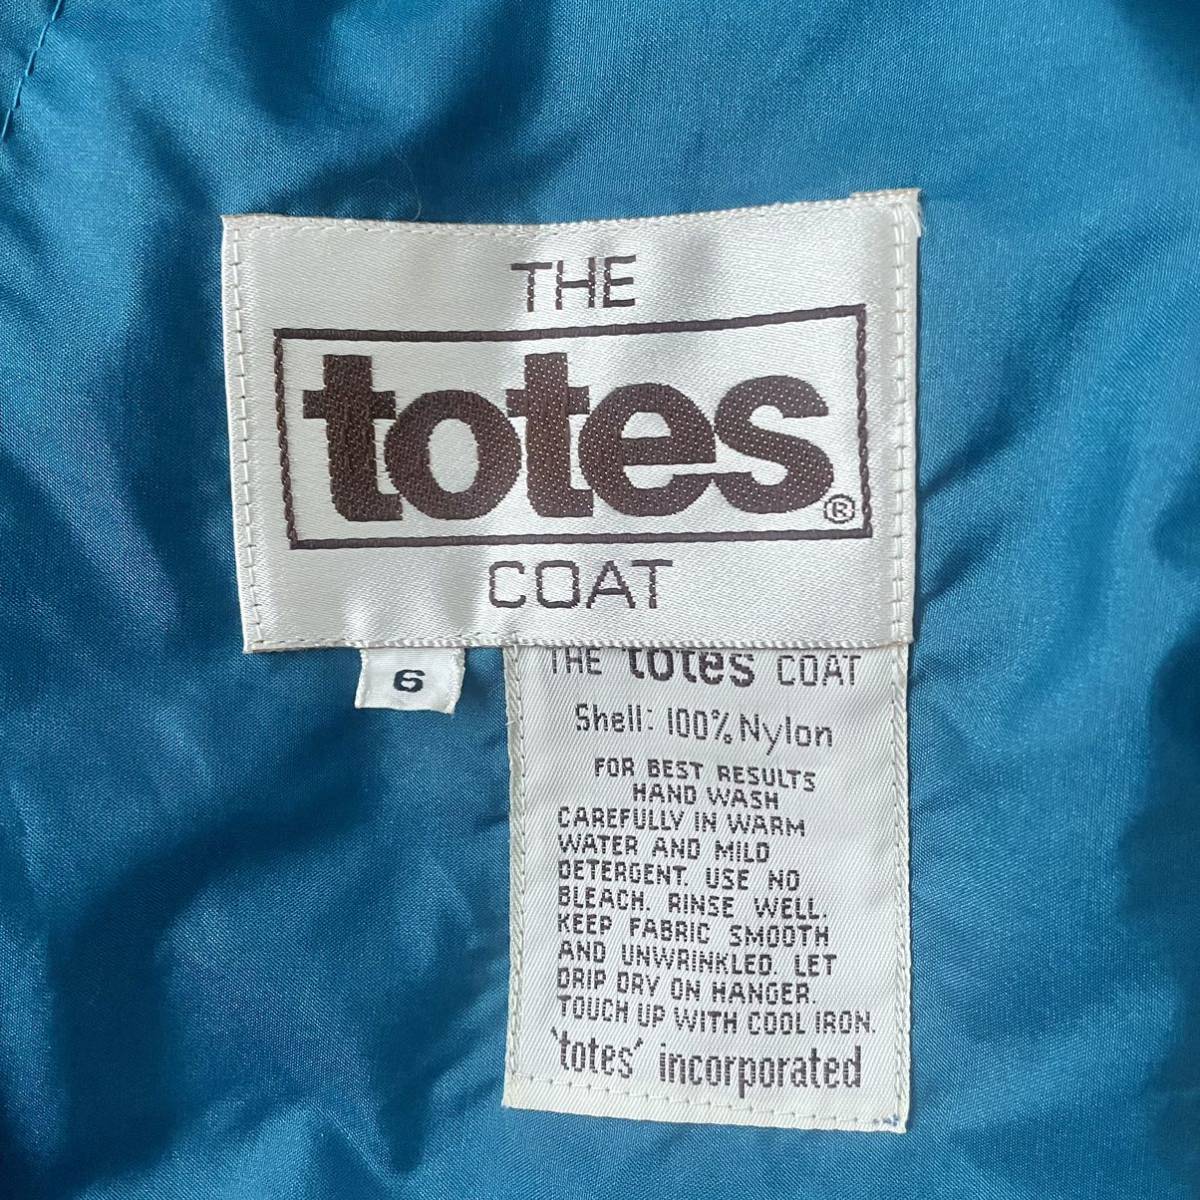 THE
totes®
COAT
6
THE totes COAT
Shell: 100% Nylon
FOR BEST RESULTS
HAND WASH
CAREFULLY IN WARM
WATER AND MILD
DETERGENT. USE NO
BLEACH. RINSE WELL.
KEEP FABRIC SMOOTH
AND UNWRINKLED. LET
DRIP DRY ON HANGER.
TOUCH UP WITH COOL IRON.
‘totes’ incorporated